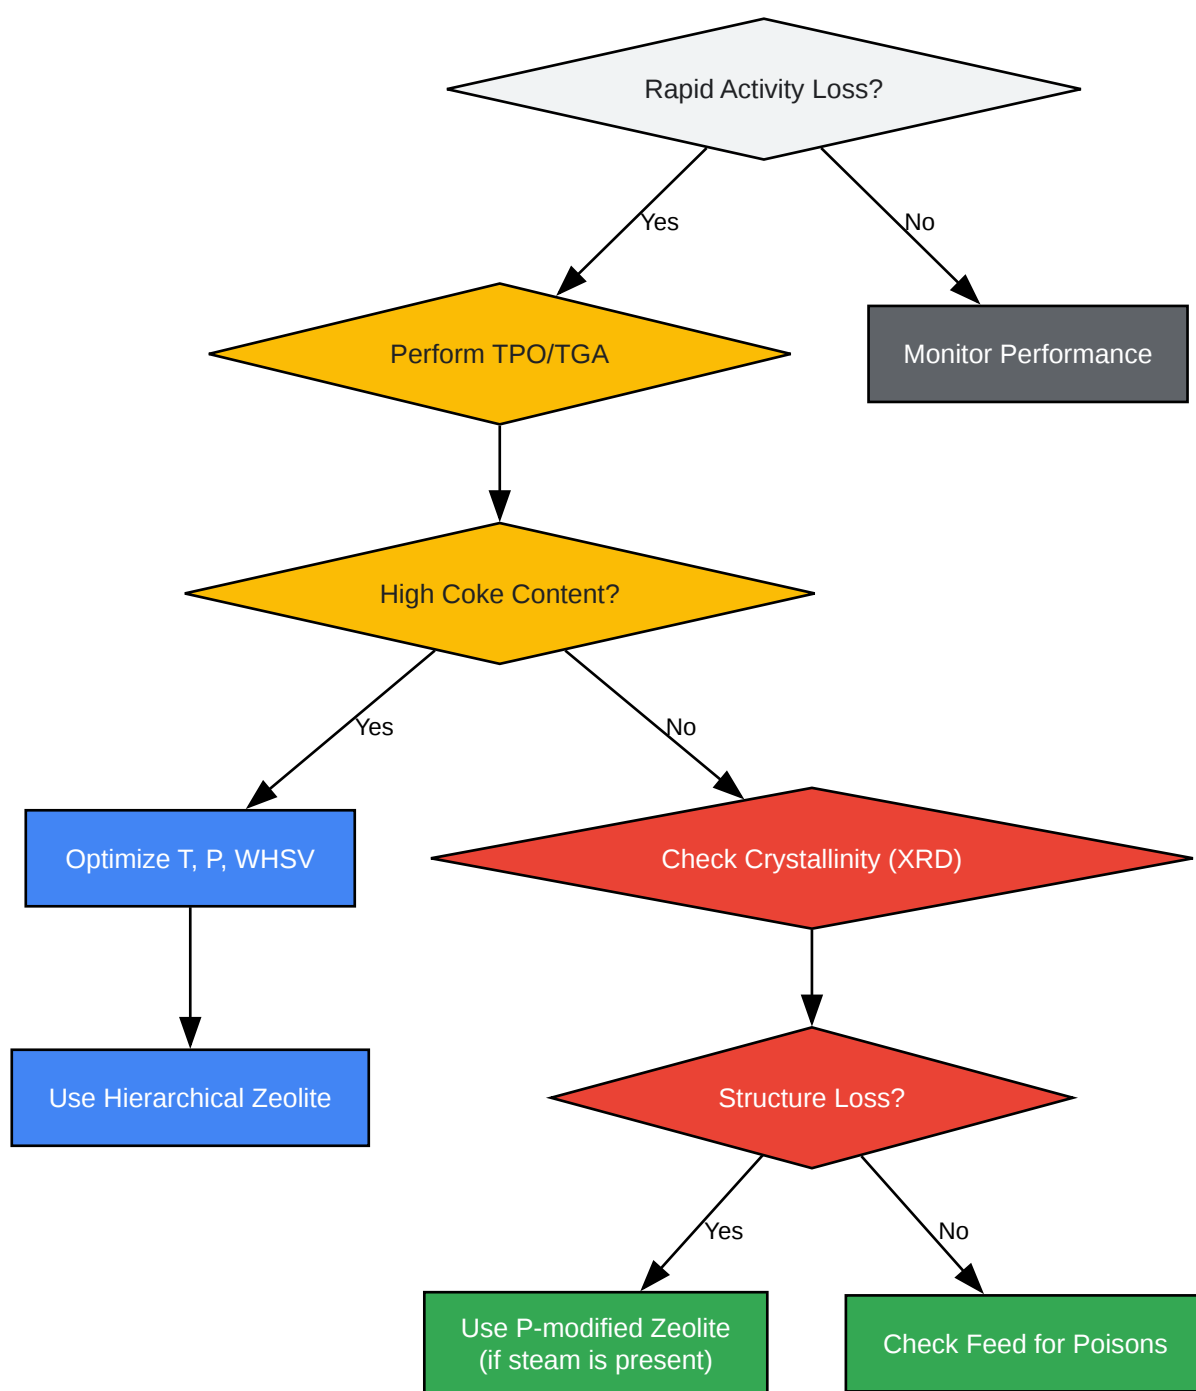 Rapid Activity Loss?
Yes
No
Perform TPO/TGA
Monitor Performance
High Coke Content?
Yes
No
Optimize T, P, WHSV
Check Crystallinity (XRD)
Use Hierarchical Zeolite
Structure Loss?
Yes
No
Use P-modified Zeolite
(if steam is present)
Check Feed for Poisons